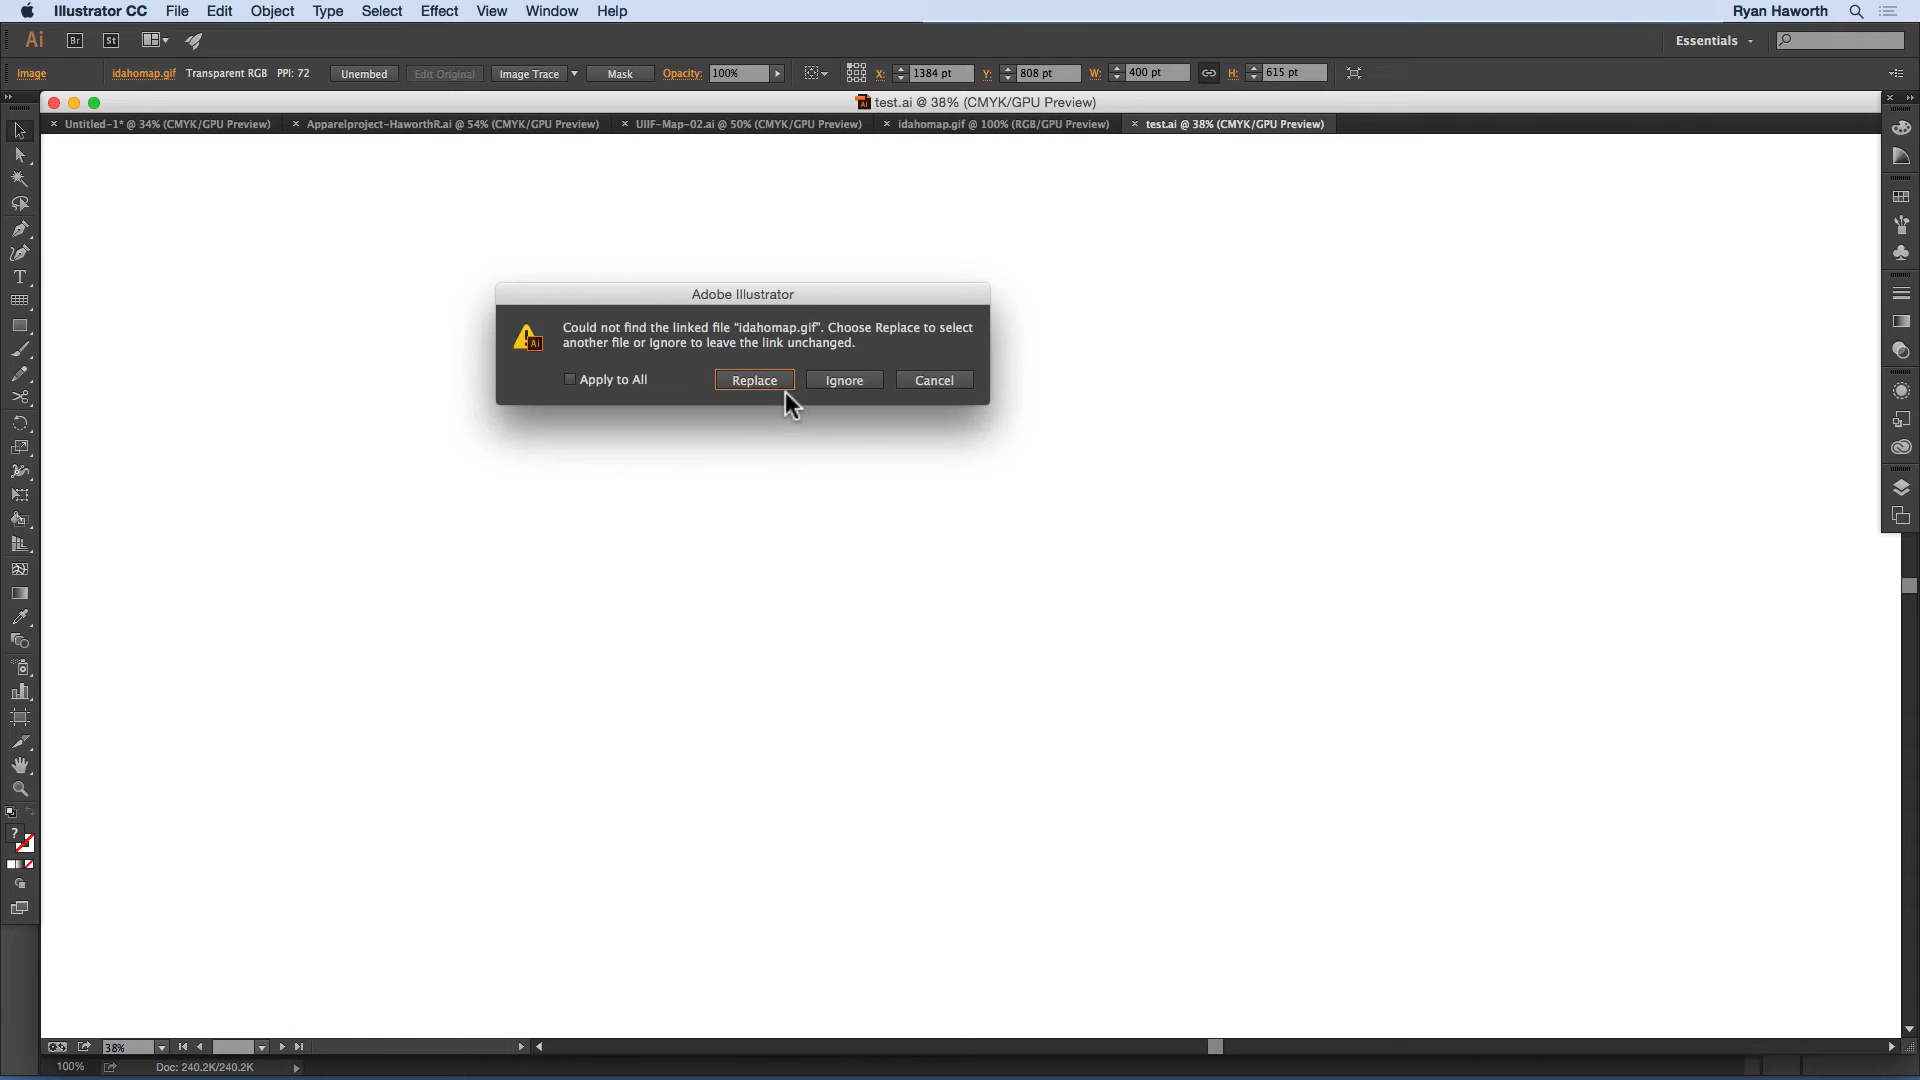 Illustrator CC File Edit Object Type Select Effect View Window Help Ryan Haworth
Ai Br St Essentials
Image idahomap.gif Transparent RGB PPI: 72 Unembed Edit Original Image Trace Mask Opacity: 100% X: 1384 pt Y: 808 pt W: 400 pt H: 615 pt
test.ai @ 38% (CMYK/GPU Preview)
Untitled-1* @ 34% (CMYK/GPU Preview) Apparelproject-HaworthR.ai @ 54% (CMYK/GPU Preview) UIIF-Map-02.ai @ 50% (CMYK/GPU Preview) idahomap.gif @ 100% (RGB/GPU Preview) test.ai @ 38% (CMYK/GPU Preview)
Adobe Illustrator
Could not find the linked file “idahomap.gif”. Choose Replace to select
another file or Ignore to leave the link unchanged.
Apply to All Replace Ignore Cancel
38%
100% Doc: 240.2K/240.2K